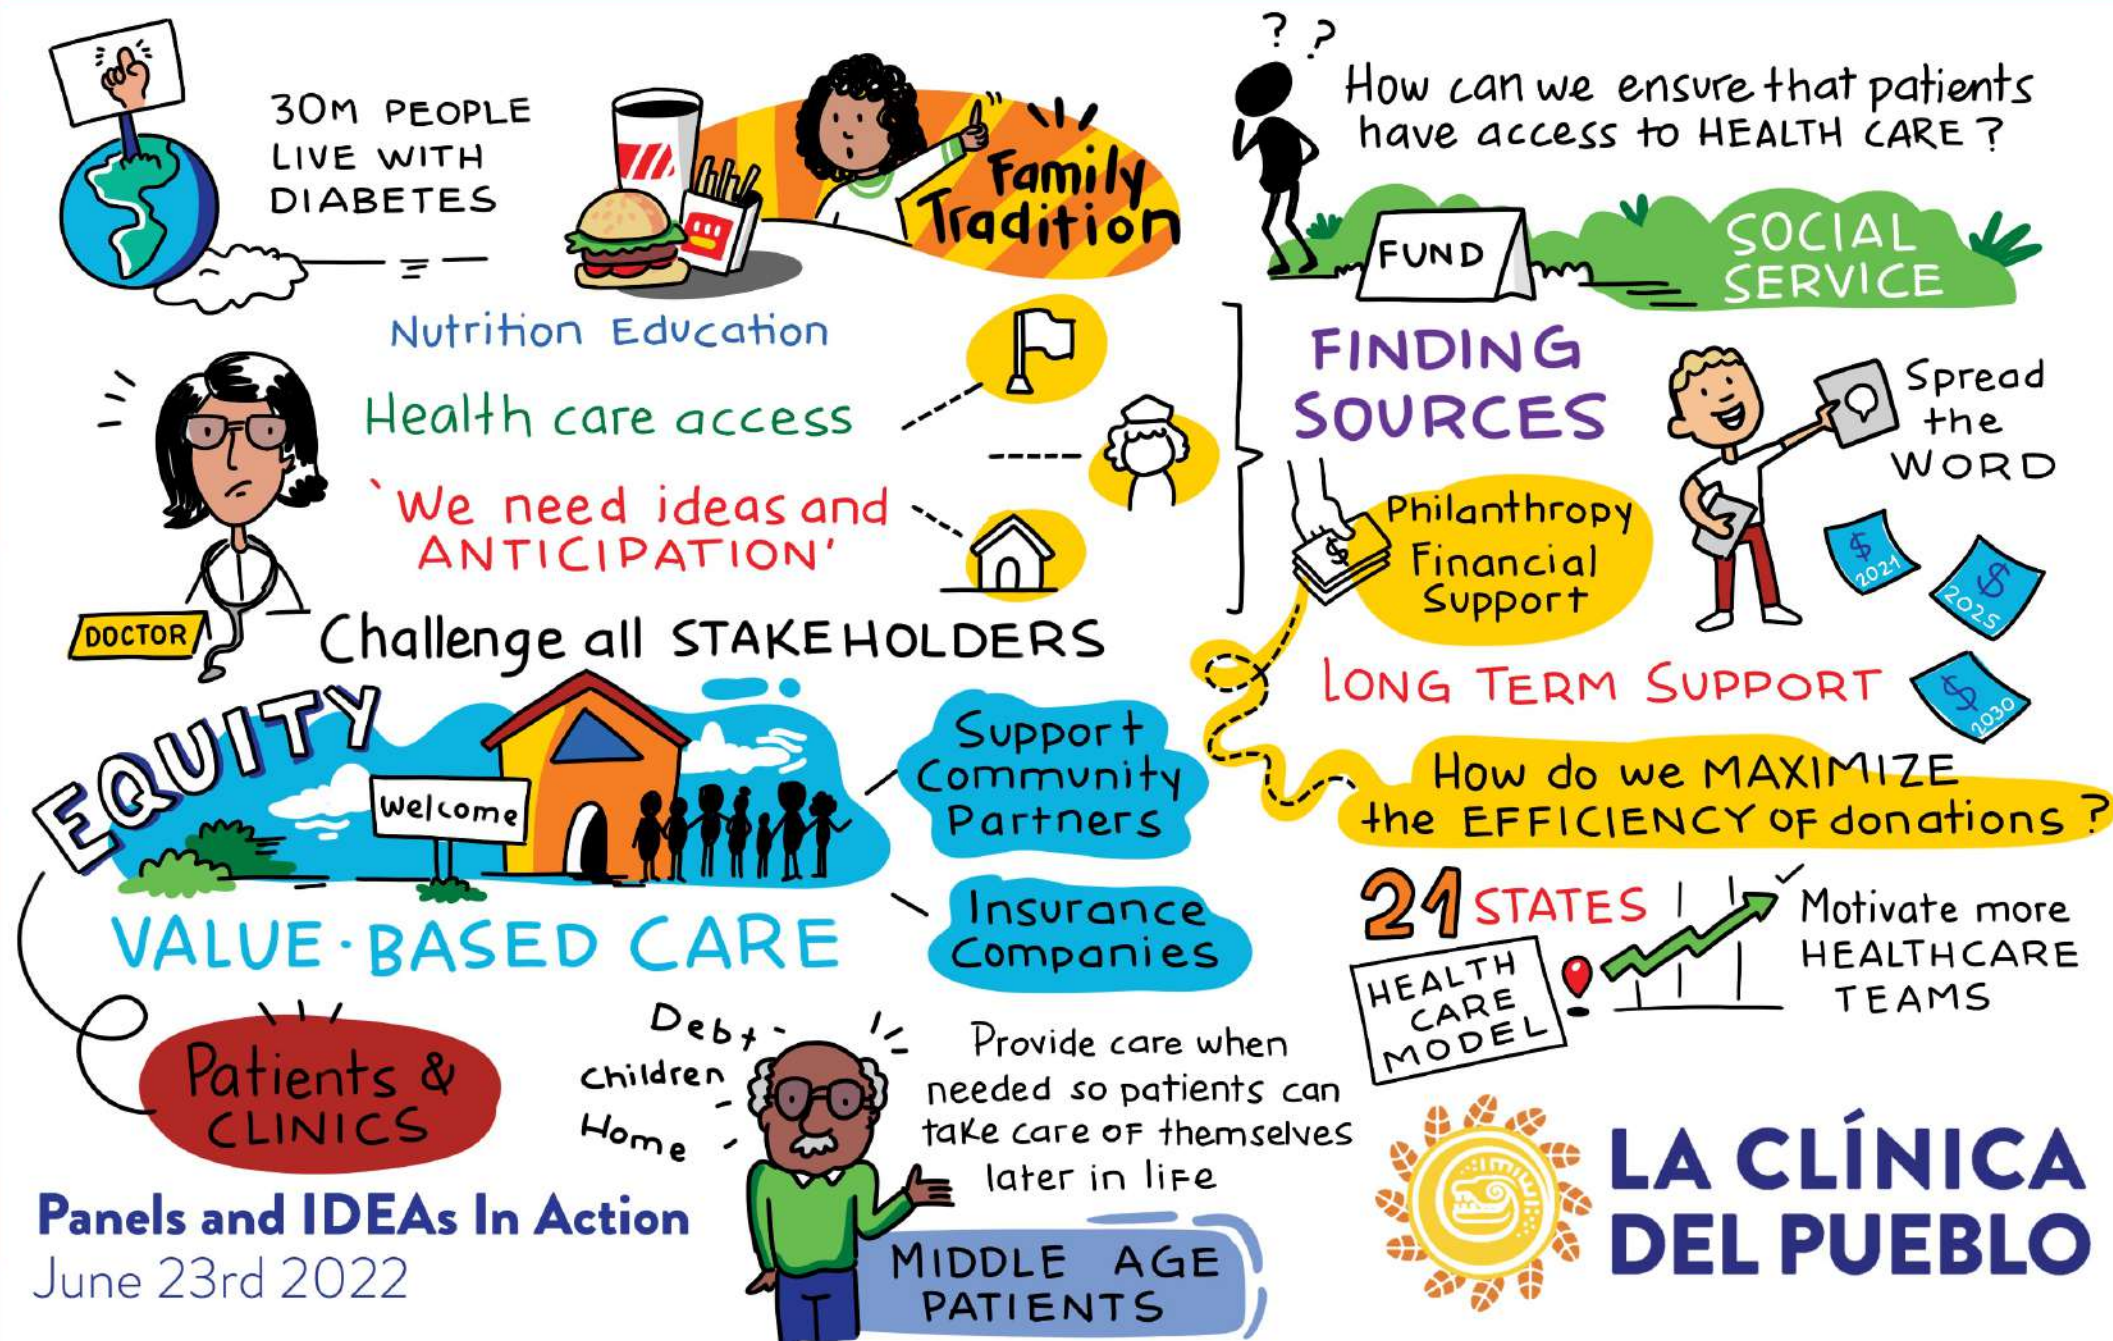 30M PEOPLE
LIVE WITH
DIABETES
Family
Tradition
Nutrition Education
Health care access
'We need ideas and
ANTICIPATION'
DOCTOR
Challenge all STAKEHOLDERS
? ?
How can we ensure that patients
have access to HEALTH CARE?
FUND
SOCIAL
SERVICE
FINDING
SOURCES
Spread
the
WORD
$
Philanthropy
Financial
Support
$
2021
$
2025
$
2030
LONG TERM SUPPORT
How do we MAXIMIZE
the EFFICIENCY OF donations?
EQUITY
Welcome
Support
Community
Partners
Insurance
Companies
VALUE-BASED CARE
Patients &
CLINICS
21 STATES
HEALTH
CARE
MODEL
Motivate more
HEALTHCARE
TEAMS
Debt
Children
Home
Provide care when
needed so patients can
take care OF themselves
later in liFe
MIDDLE AGE
PATIENTS
Panels and IDEAs In Action
June 23rd 2022
LA CLÍNICA
DEL PUEBLO